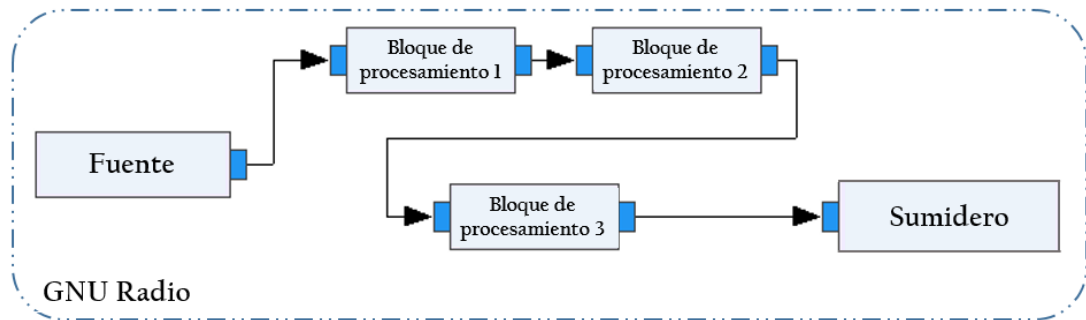 Bloque de
procesamiento 1
Bloque de
procesamiento 2
Fuente
Bloque de
procesamiento 3
Sumidero
GNU Radio